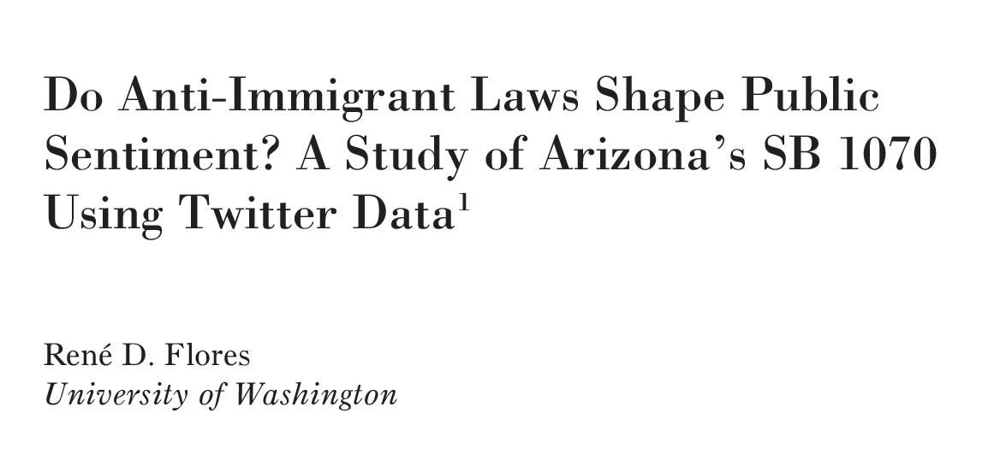 Do Anti-Immigrant Laws Shape Public
Sentiment? A Study of Arizona’s SB 1070
Using Twitter Data¹
René D. Flores
University of Washington